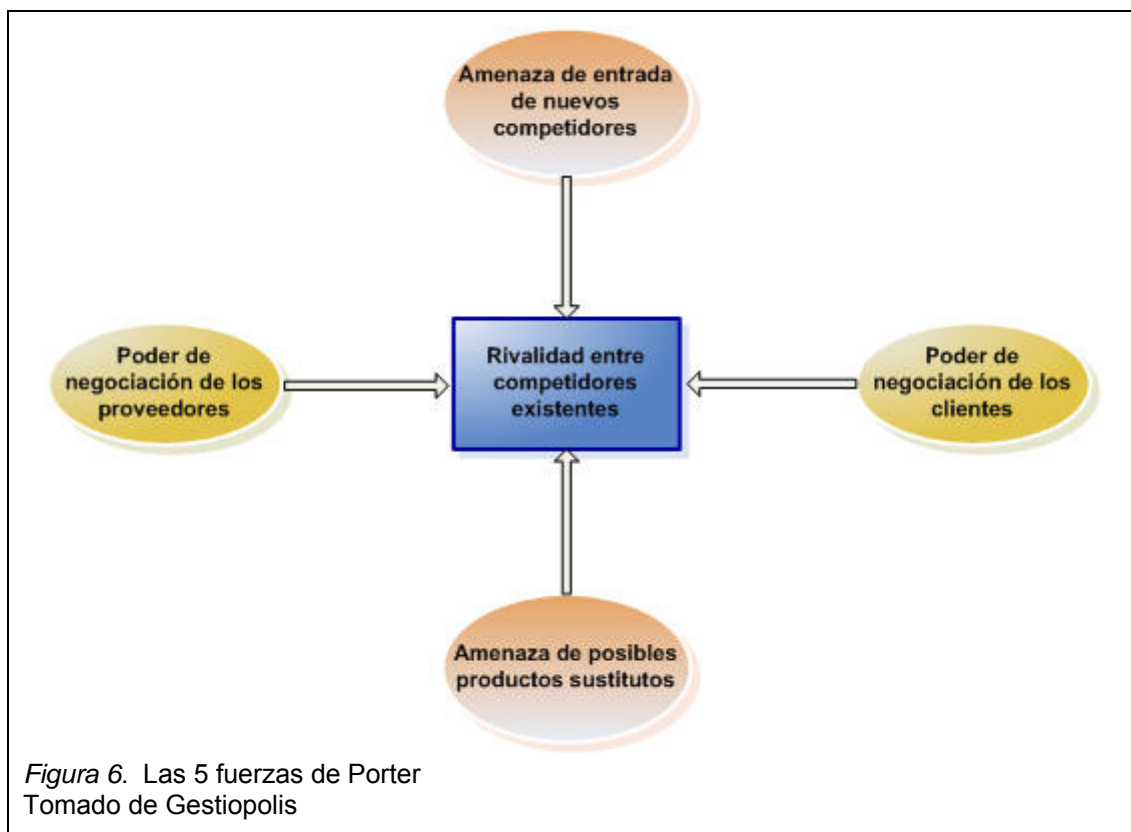 Amenaza de entrada
de nuevos
competidores
Poder de
negociación de los
proveedores
Rivalidad entre
competidores
existentes
Poder de
negociación de los
clientes
Amenaza de posibles
productos sustitutos
Figura 6. Las 5 fuerzas de Porter
Tomado de Gestiopolis